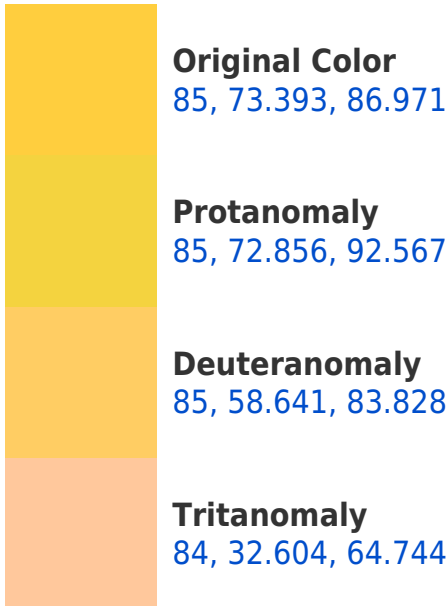 Original Color
85, 73.393, 86.971
Protanomaly
85, 72.856, 92.567
Deuteranomaly
85, 58.641, 83.828
Tritanomaly
84, 32.604, 64.744